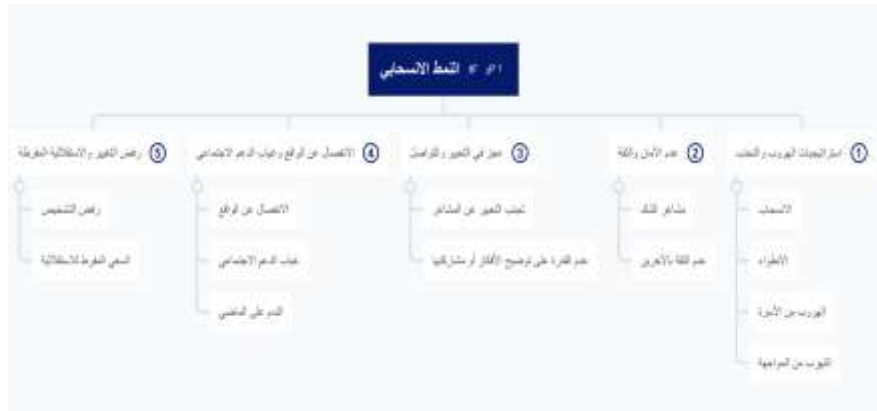 النمط الانسحابي
① استراتيجيات الهروب والتجنب
② عدم الأمان والثقة
③ عجز في التعبير والتواصل
④ الانفصال عن الواقع وغياب الدعم الاجتماعي
⑤ رفض التغيير والاستقلالية المفرطة
الانسحاب
الانطواء
الهروب من الأسرة
الهروب من المواجهة
مشاعر الشك
عدم الثقة بالآخرين
تجنب التعبير عن المشاعر
عدم القدرة على توضيح الأفكار أو مشاركتها
الانفصال عن الواقع
غياب الدعم الاجتماعي
الندم على الماضي
رفض التشخيص
السعي المفرط للاستقلالية